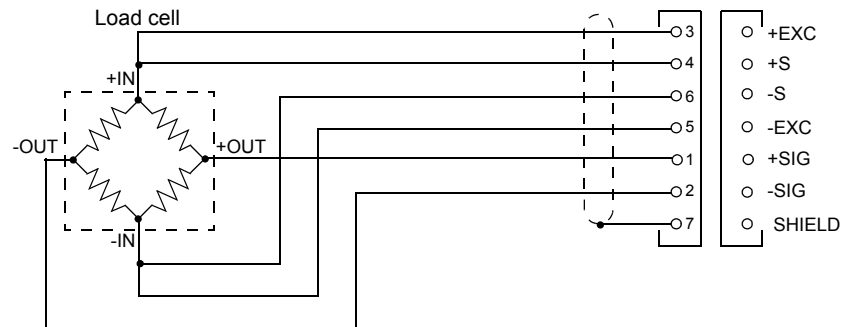 Load cell
3 +EXC
+IN 4 +S
6 -S
5 -EXC
-OUT +OUT 1 +SIG
2 -SIG
-IN 7 SHIELD